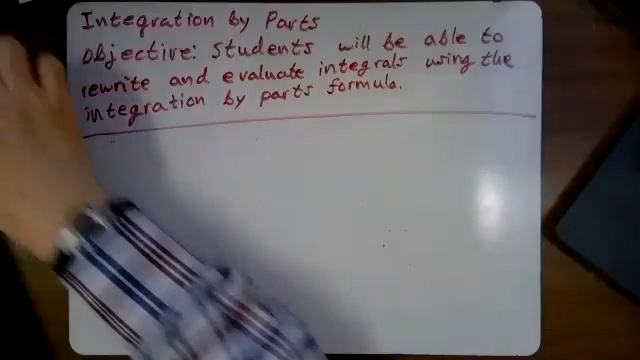 Integration by Parts
objective: Students will be able to
rewrite and evaluate integrals using the
integration by parts formula.